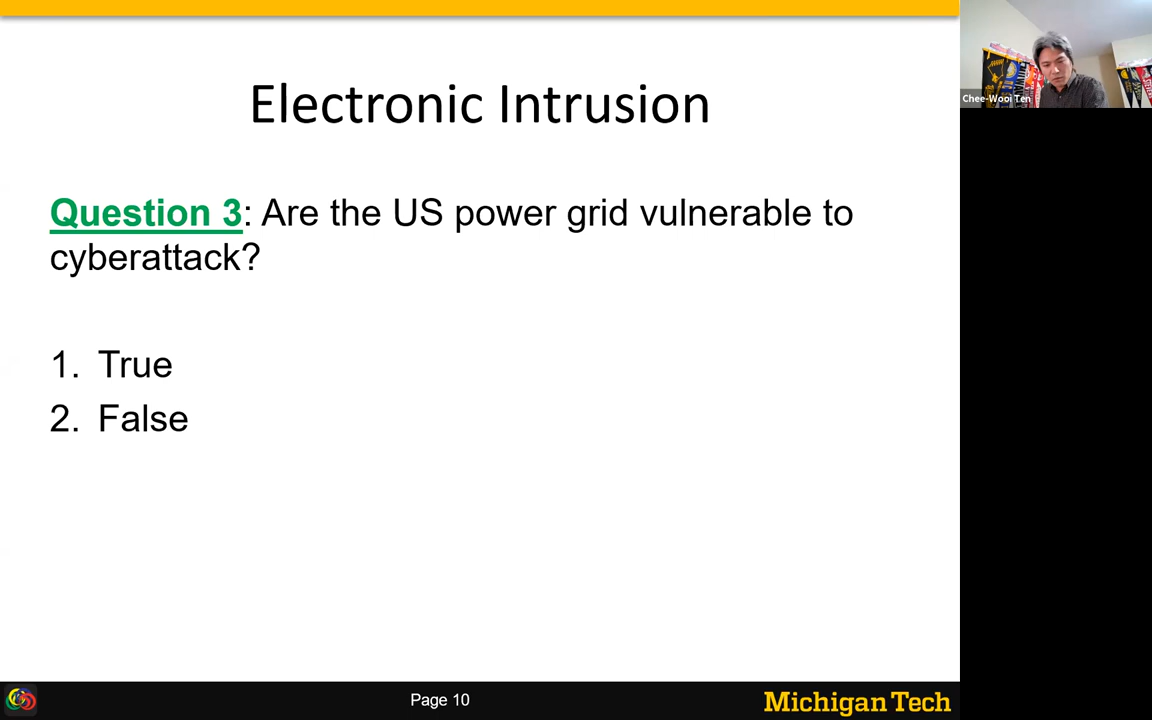 Electronic Intrusion
Question 3: Are the US power grid vulnerable to
cyberattack?
1. True
2. False
Page 10
Michigan Tech
Chee-Wooi Ten